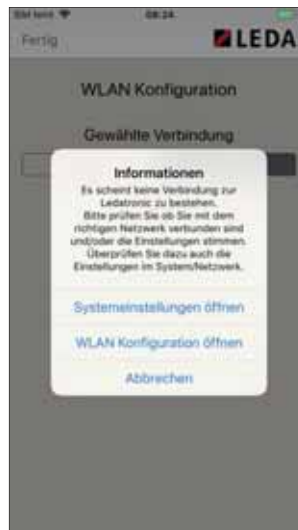 SIM fehlt 08:24
Fertig
LEDA
WLAN Konfiguration
Gewählte Verbindung
Informationen
Es scheint keine Verbindung zur
Ledatronic zu bestehen.
Bitte prüfen Sie ob Sie mit dem
richtigen Netzwerk verbunden sind
und/oder die Einstellungen stimmen.
Überprüfen Sie dazu auch die
Einstellungen im System/Netzwerk.
Systemeinstellungen öffnen
WLAN Konfiguration öffnen
Abbrechen